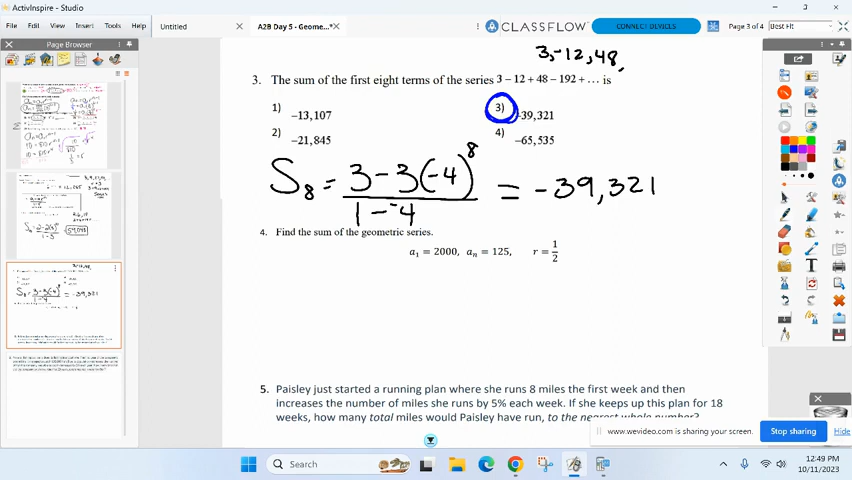 ActivInspire - Studio
File Edit View Insert Tools Help
Untitled
A2B Day 5 - Geome...*
CLASSFLOW
CONNECT DEVICES
Page 3 of 4
Best Fit
Page Browser
3, -12, 48,
3. The sum of the first eight terms of the series 3 − 12 + 48 − 192 + … is
1) −13,107
3) −39,321
2) −21,845
4) −65,535
S₈ = (3 - 3(-4)⁸)/(1 - -4) = -39,321
4. Find the sum of the geometric series.
a₁ = 2000, aₙ = 125, r = 1/2
5. Paisley just started a running plan where she runs 8 miles the first week and then
increases the number of miles she runs by 5% each week. If she keeps up this plan for 18
weeks, how many total miles would Paisley have run, to the nearest whole number?
www.wevideo.com is sharing your screen.
Stop sharing
Hide
Search
12:49 PM
10/11/2023